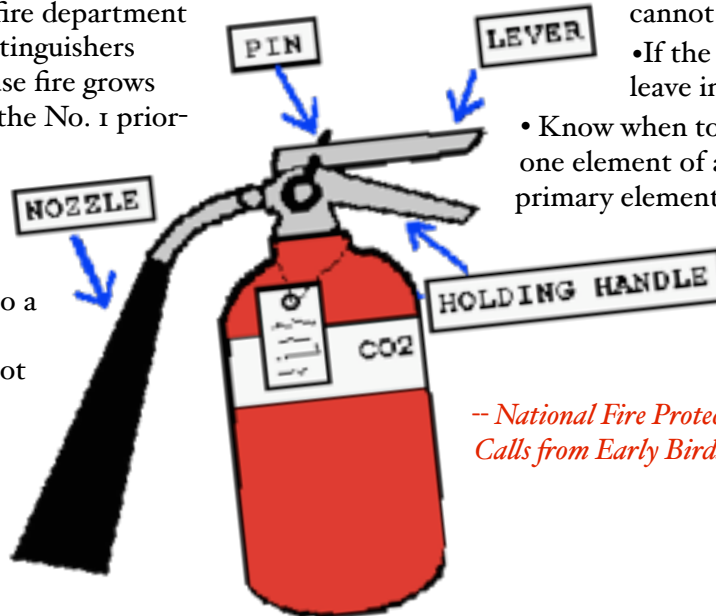 fire department
tinguishers
se fire grows
the No. 1 prior-
o a
ot
PIN
LEVER
NOZZLE
HOLDING HANDLE
CO2
cannot
•If the
leave in
• Know when to
one element of a
primary element
-- National Fire Protec
Calls from Early Bird